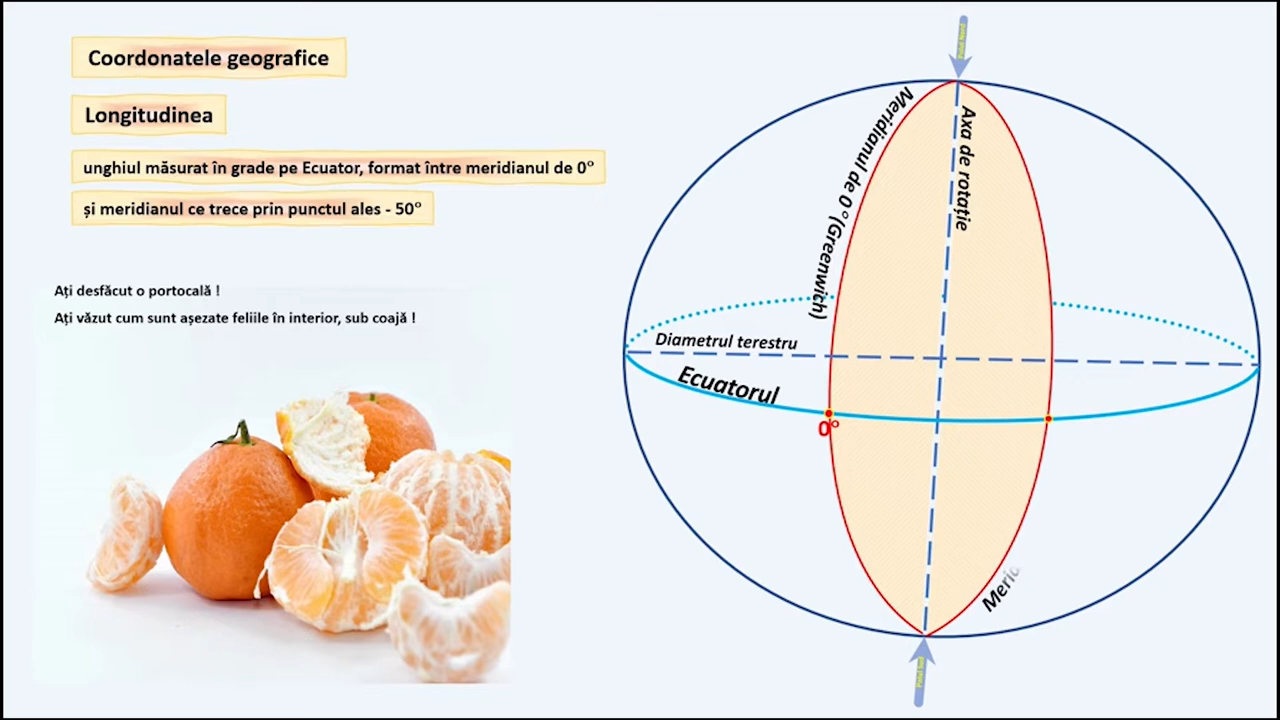 Coordonatele geografice
Longitudinea
unghiul măsurat în grade pe Ecuator, format între meridianul de 0°
și meridianul ce trece prin punctul ales - 50°
Ați desfăcut o portocală !
Ați văzut cum sunt așezate feliile în interior, sub coajă !
Meridianul de 0° (Greenwich)
Axa de rotație
Diametrul terestru
Ecuatorul
0°
Meri